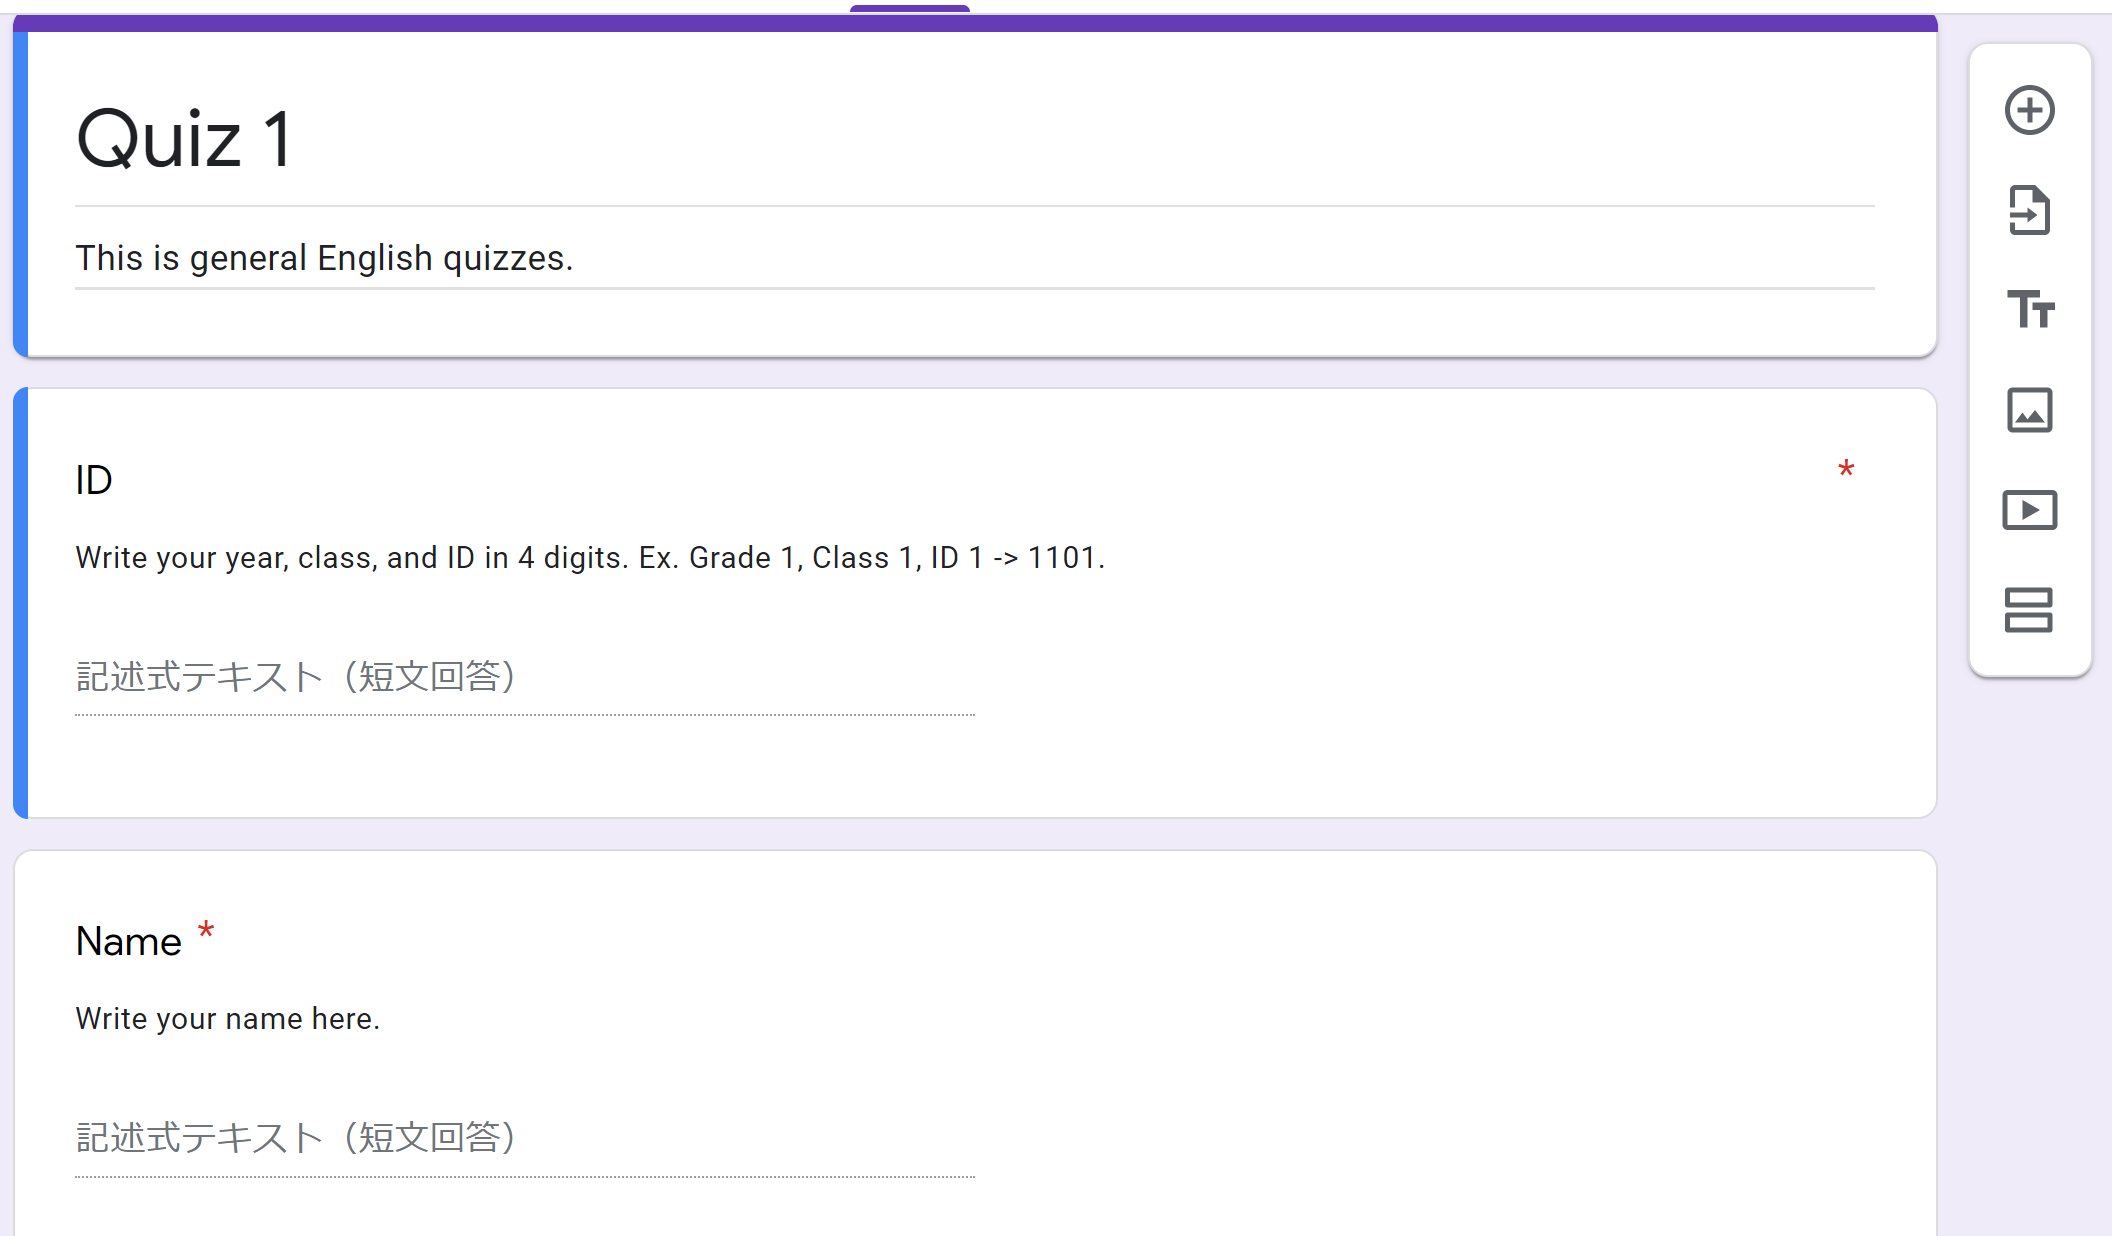 Quiz 1
This is general English quizzes.
ID *
Write your year, class, and ID in 4 digits. Ex. Grade 1, Class 1, ID 1 -> 1101.
記述式テキスト（短文回答）
Name *
Write your name here.
記述式テキスト（短文回答）